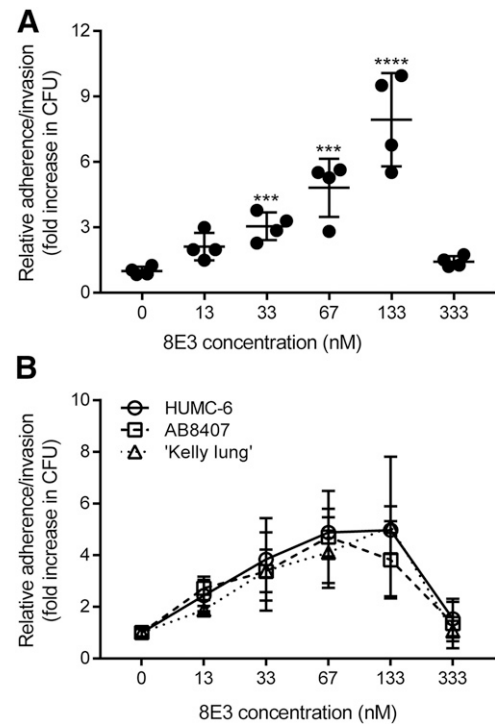 A
Relative adherence/invasion
(fold increase in CFU)
12
9
6
3
0
***
***
****
0 13 33 67 133 333
8E3 concentration (nM)
B
Relative adherence/invasion
(fold increase in CFU)
10
8
6
4
2
0
HUMC-6
AB8407
'Kelly lung'
0 13 33 67 133 333
8E3 concentration (nM)